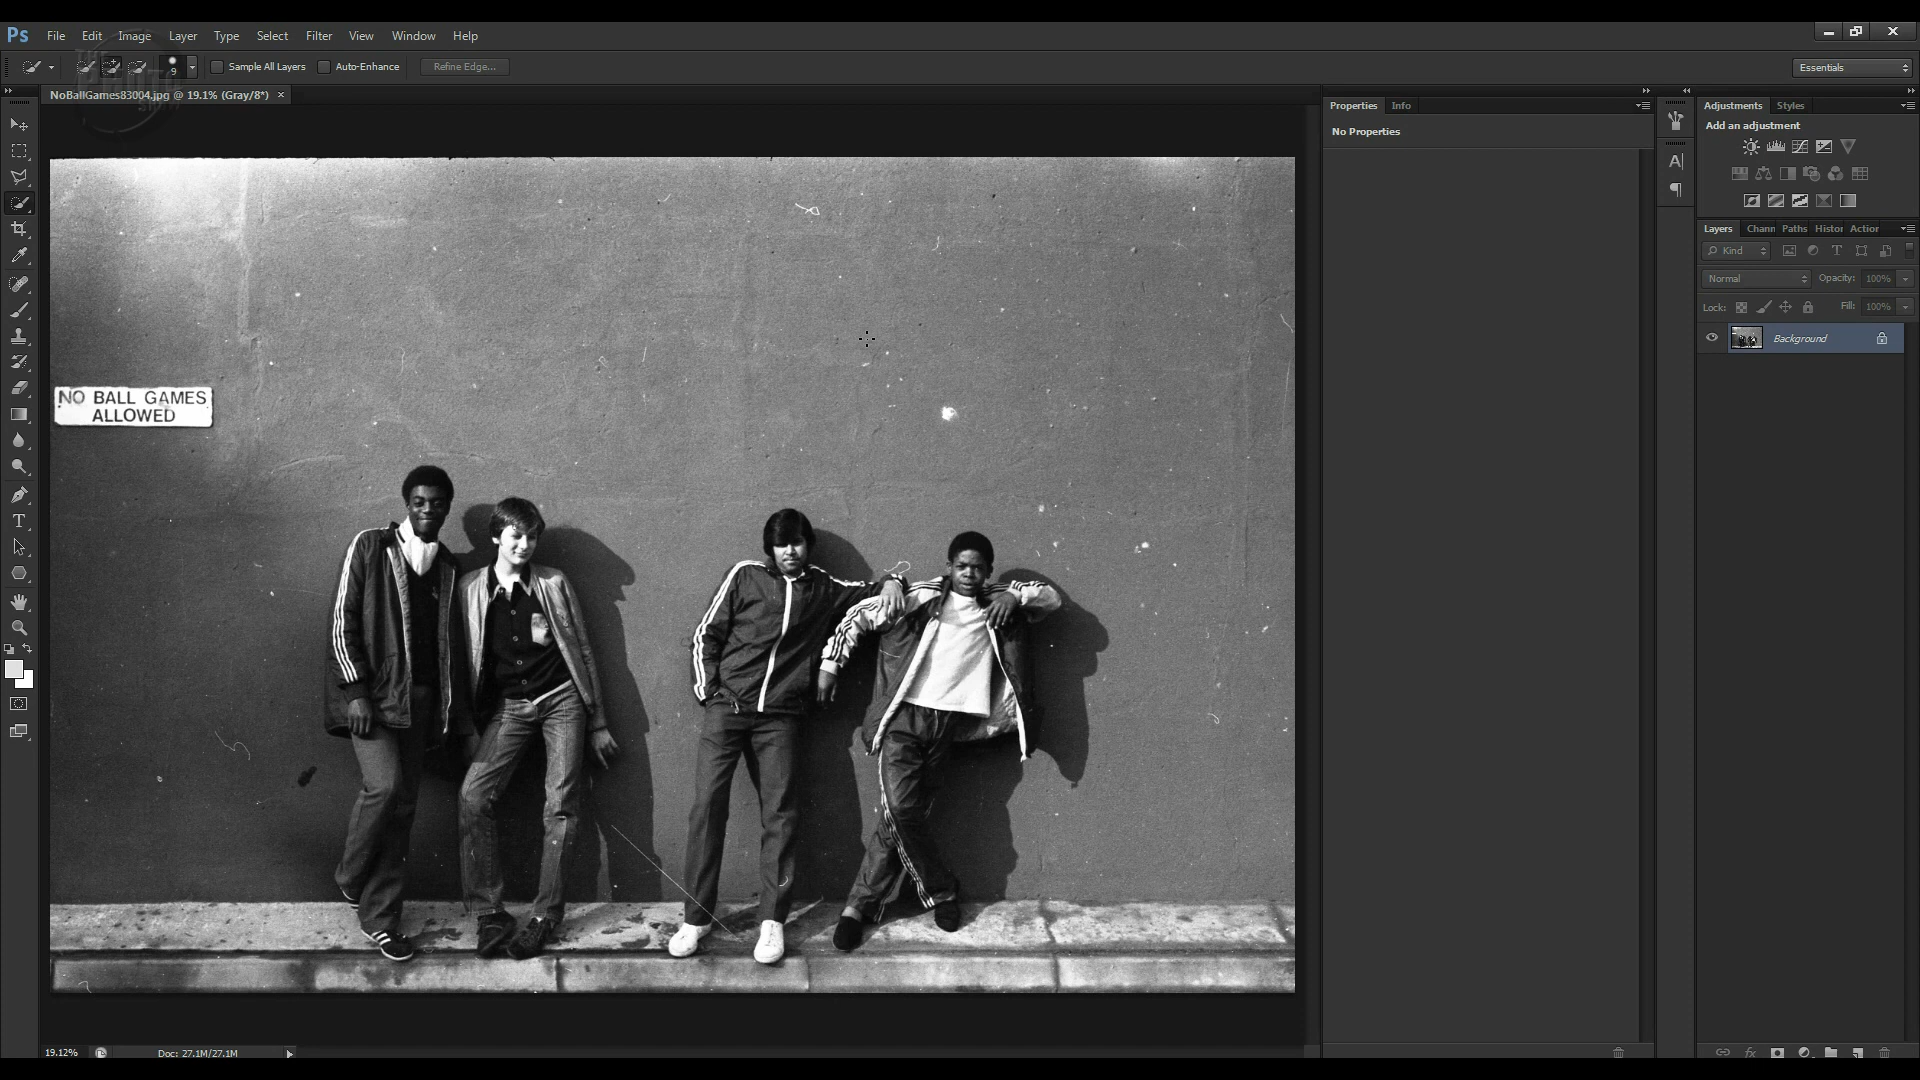 Ps File Edit Image Layer Type Select Filter View Window Help
9 Sample All Layers Auto-Enhance Refine Edge... Essentials
NoBallGames83004.jpg @ 19.1% (Gray/8*) ×
Properties Info
Adjustments Styles
No Properties
Add an adjustment
Layers Chann Paths Histor Action
Kind
Normal Opacity: 100%
Lock: Fill: 100%
Background
NO BALL GAMES
ALLOWED
19.12% Doc: 27.1M/27.1M